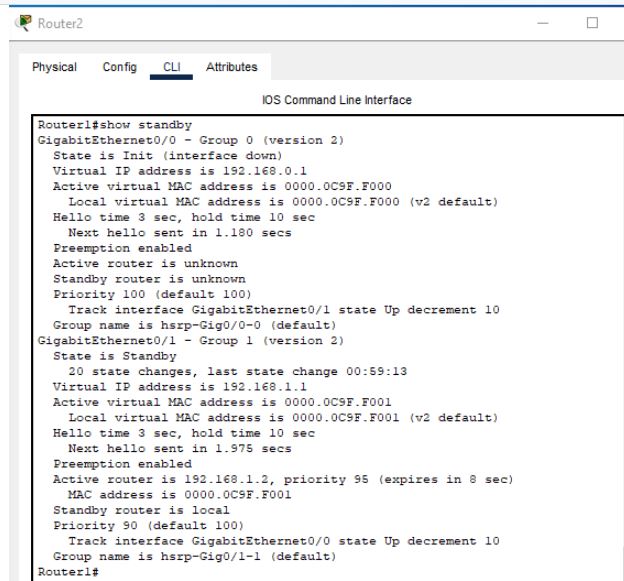 Router2
Physical Config CLI Attributes
IOS Command Line Interface
Router1#show standby
GigabitEthernet0/0 - Group 0 (version 2)
State is Init (interface down)
Virtual IP address is 192.168.0.1
Active virtual MAC address is 0000.0C9F.F000
Local virtual MAC address is 0000.0C9F.F000 (v2 default)
Hello time 3 sec, hold time 10 sec
Next hello sent in 1.180 secs
Preemption enabled
Active router is unknown
Standby router is unknown
Priority 100 (default 100)
Track interface GigabitEthernet0/1 state Up decrement 10
Group name is hsrp-Gig0/0-0 (default)
GigabitEthernet0/1 - Group 1 (version 2)
State is Standby
20 state changes, last state change 00:59:13
Virtual IP address is 192.168.1.1
Active virtual MAC address is 0000.0C9F.F001
Local virtual MAC address is 0000.0C9F.F001 (v2 default)
Hello time 3 sec, hold time 10 sec
Next hello sent in 1.975 secs
Preemption enabled
Active router is 192.168.1.2, priority 95 (expires in 8 sec)
MAC address is 0000.0C9F.F001
Standby router is local
Priority 90 (default 100)
Track interface GigabitEthernet0/0 state Up decrement 10
Group name is hsrp-Gig0/1-1 (default)
Router1#